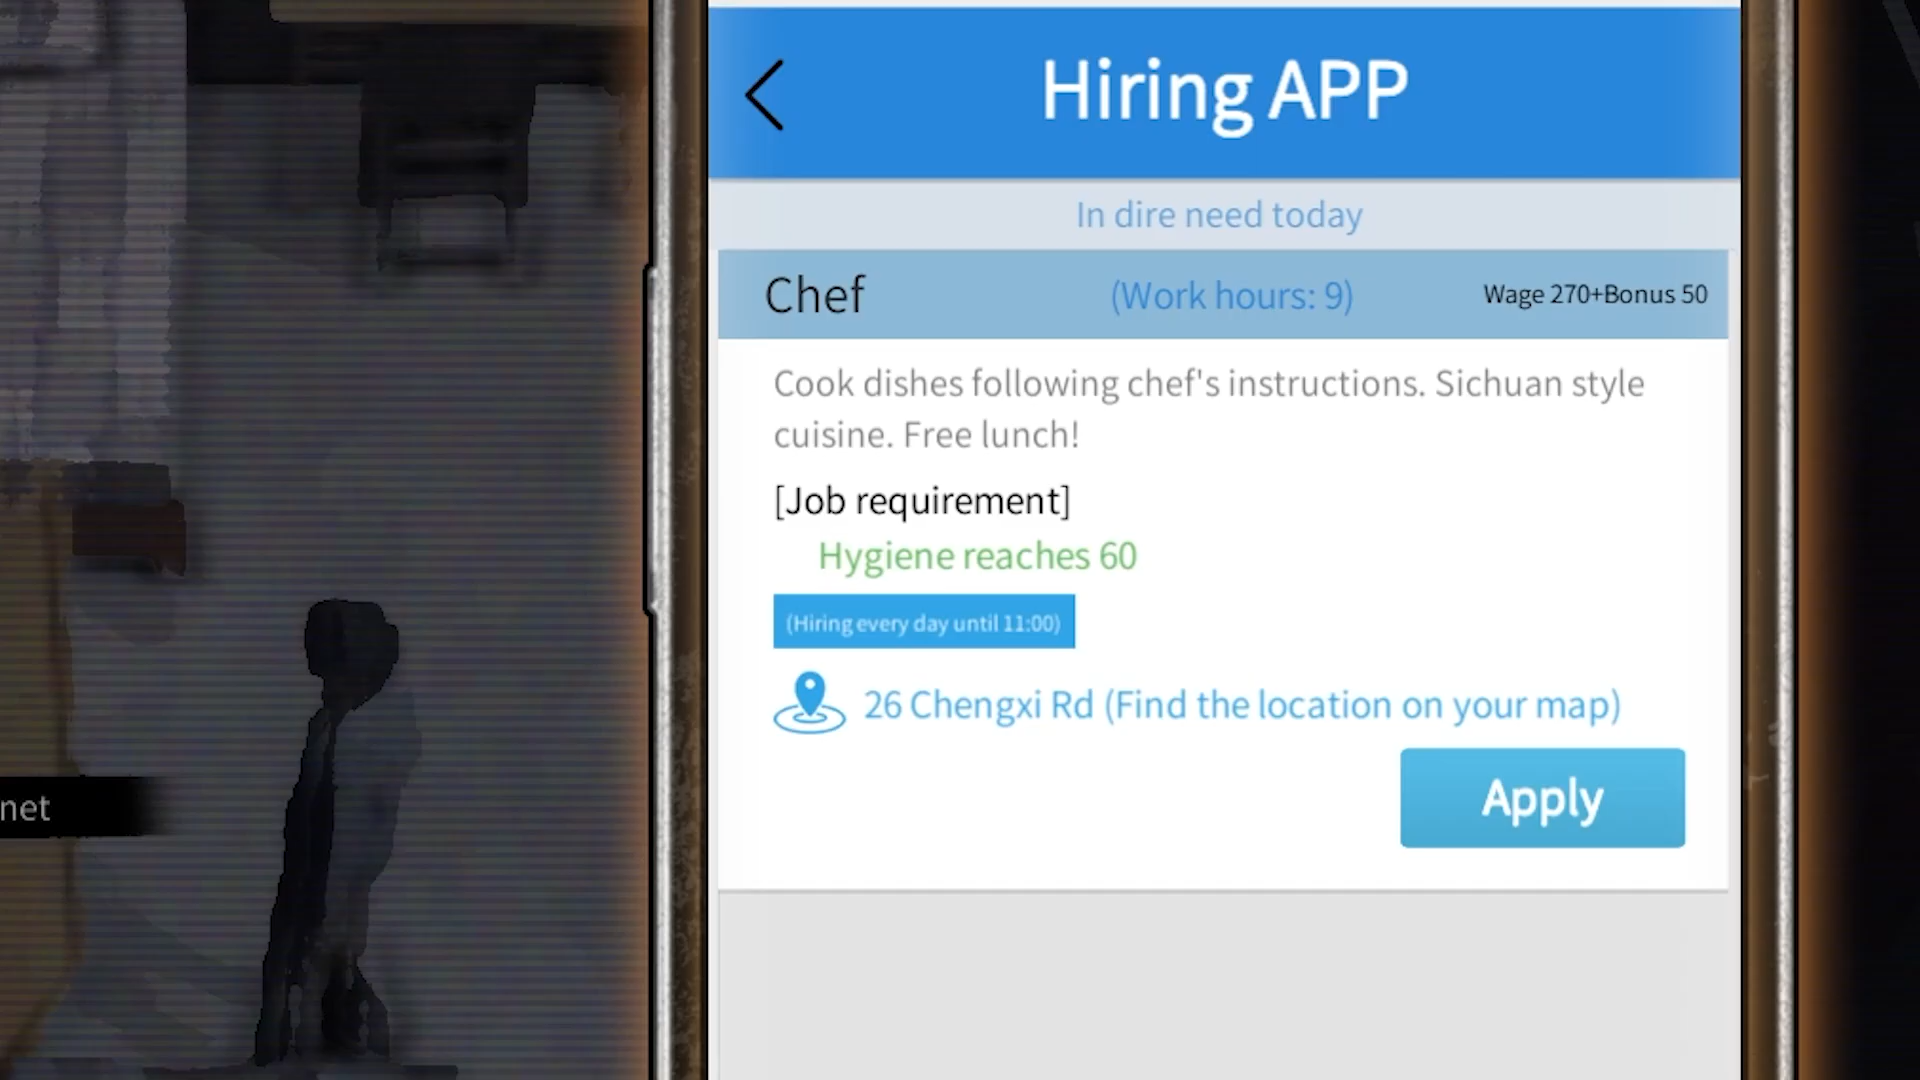 Hiring APP
In dire need today
Chef
(Work hours: 9)
Wage 270+Bonus 50
Cook dishes following chef's instructions. Sichuan style
cuisine. Free lunch!
[Job requirement]
Hygiene reaches 60
(Hiring every day until 11:00)
26 Chengxi Rd (Find the location on your map)
Apply
net